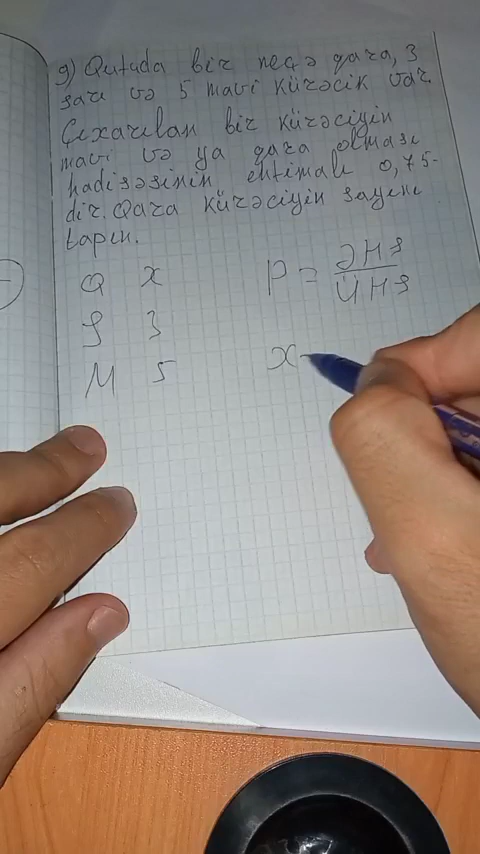 9) Qutuda bir neçə qara, 3
sarı və 5 mavi kürəcik var.
Çıxarılan bir kürəciyin
mavi və ya qara olması
hadisəsinin ehtimalı 0,75-
dir. Qara kürəciyin sayını
tapın.
Q x
S 3
M 5
P = ƏHS / ÜHS
x